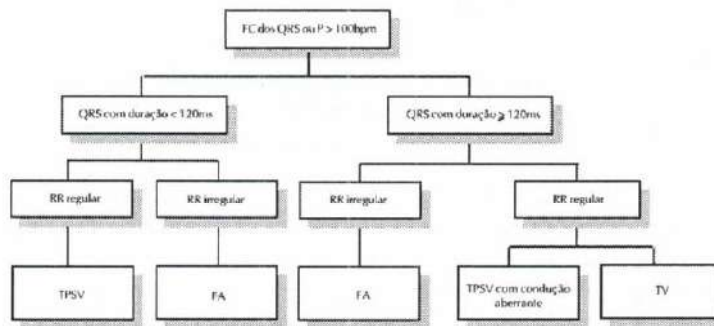 FC dos QRS ou P > 100bpm
QRS com duração < 120ms
QRS com duração ⩾ 120ms
RR regular
RR irregular
RR irregular
RR regular
TPSV
FA
FA
TPSV com condução
aberrante
TV